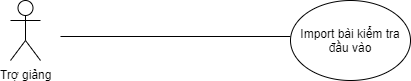 Import bài kiểm tra
đầu vào
Trợ giảng